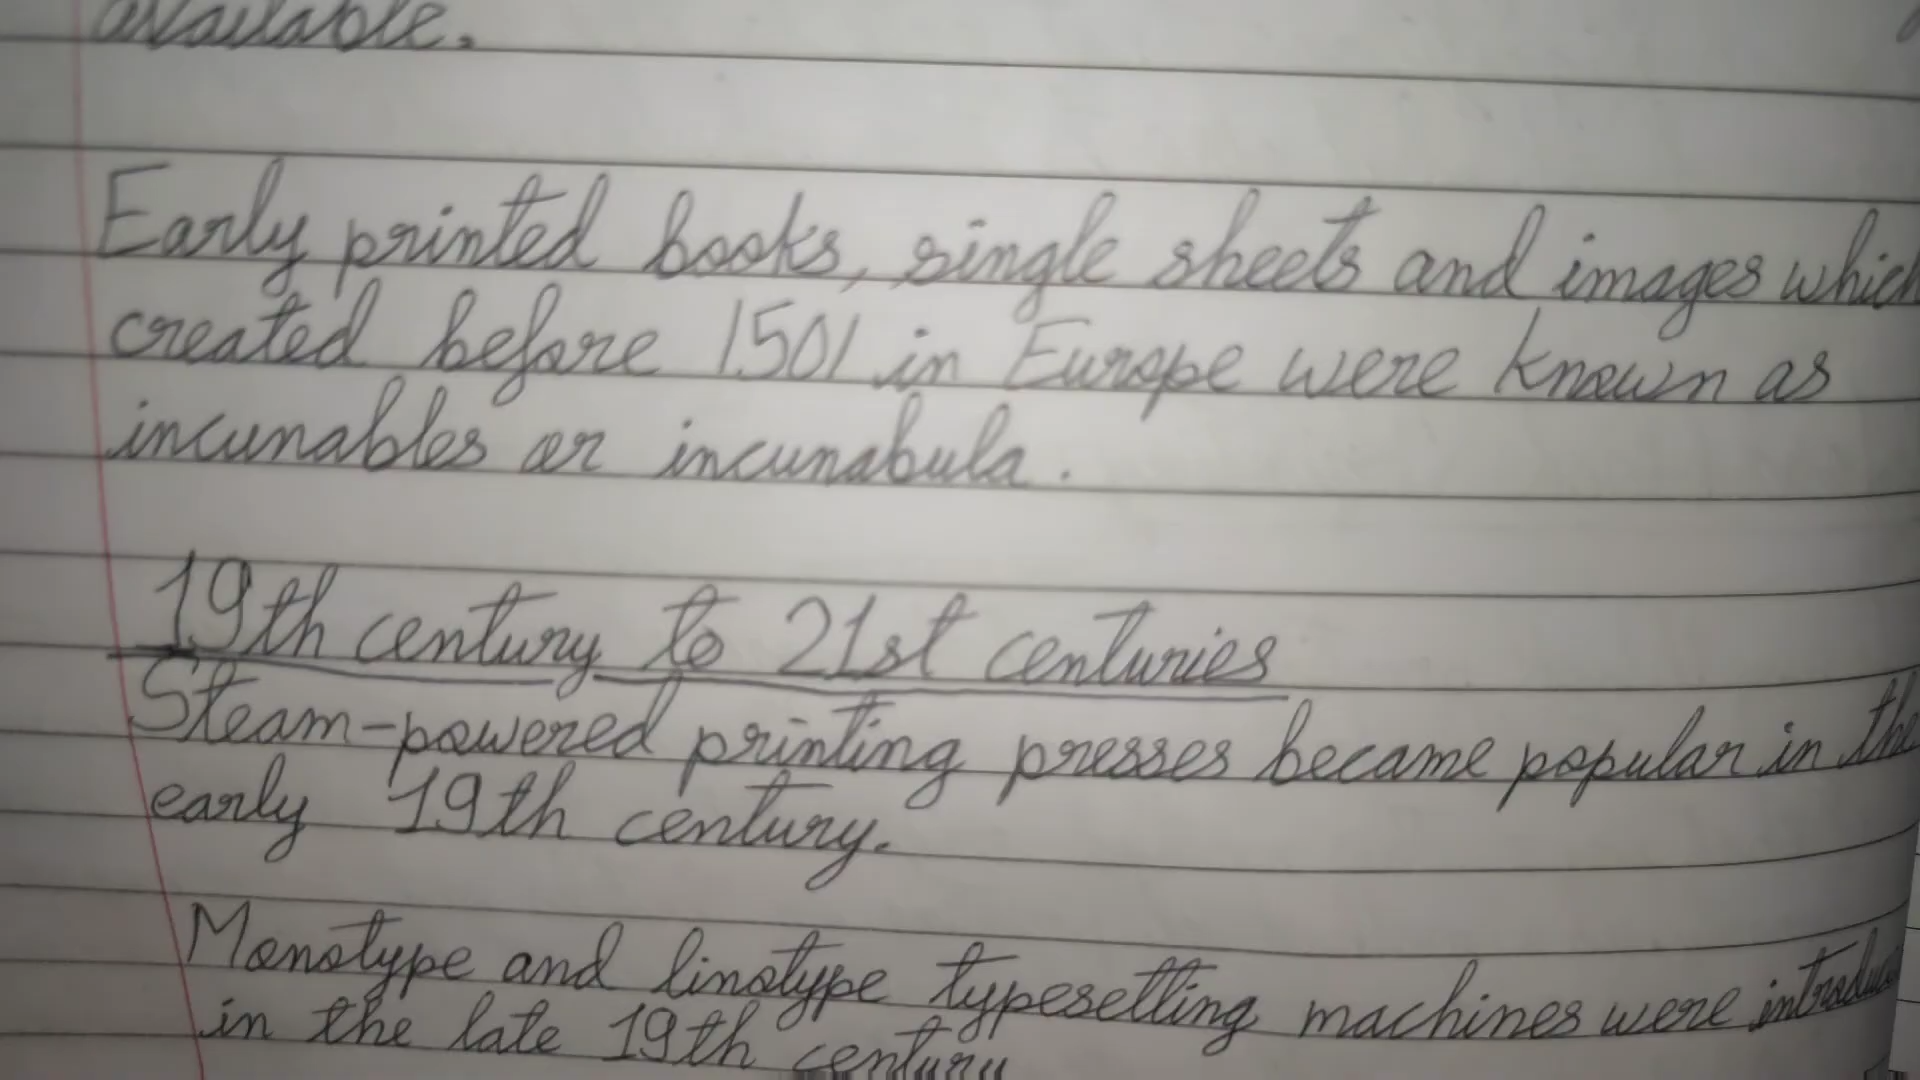 available.
Early printed books, single sheets and images which
created before 1501 in Europe were known as
incunables or incunabula.
19th century to 21st centuries
Steam-powered printing presses became popular in the
early 19th century.
Monotype and linotype typesetting machines were
in the late 19th century